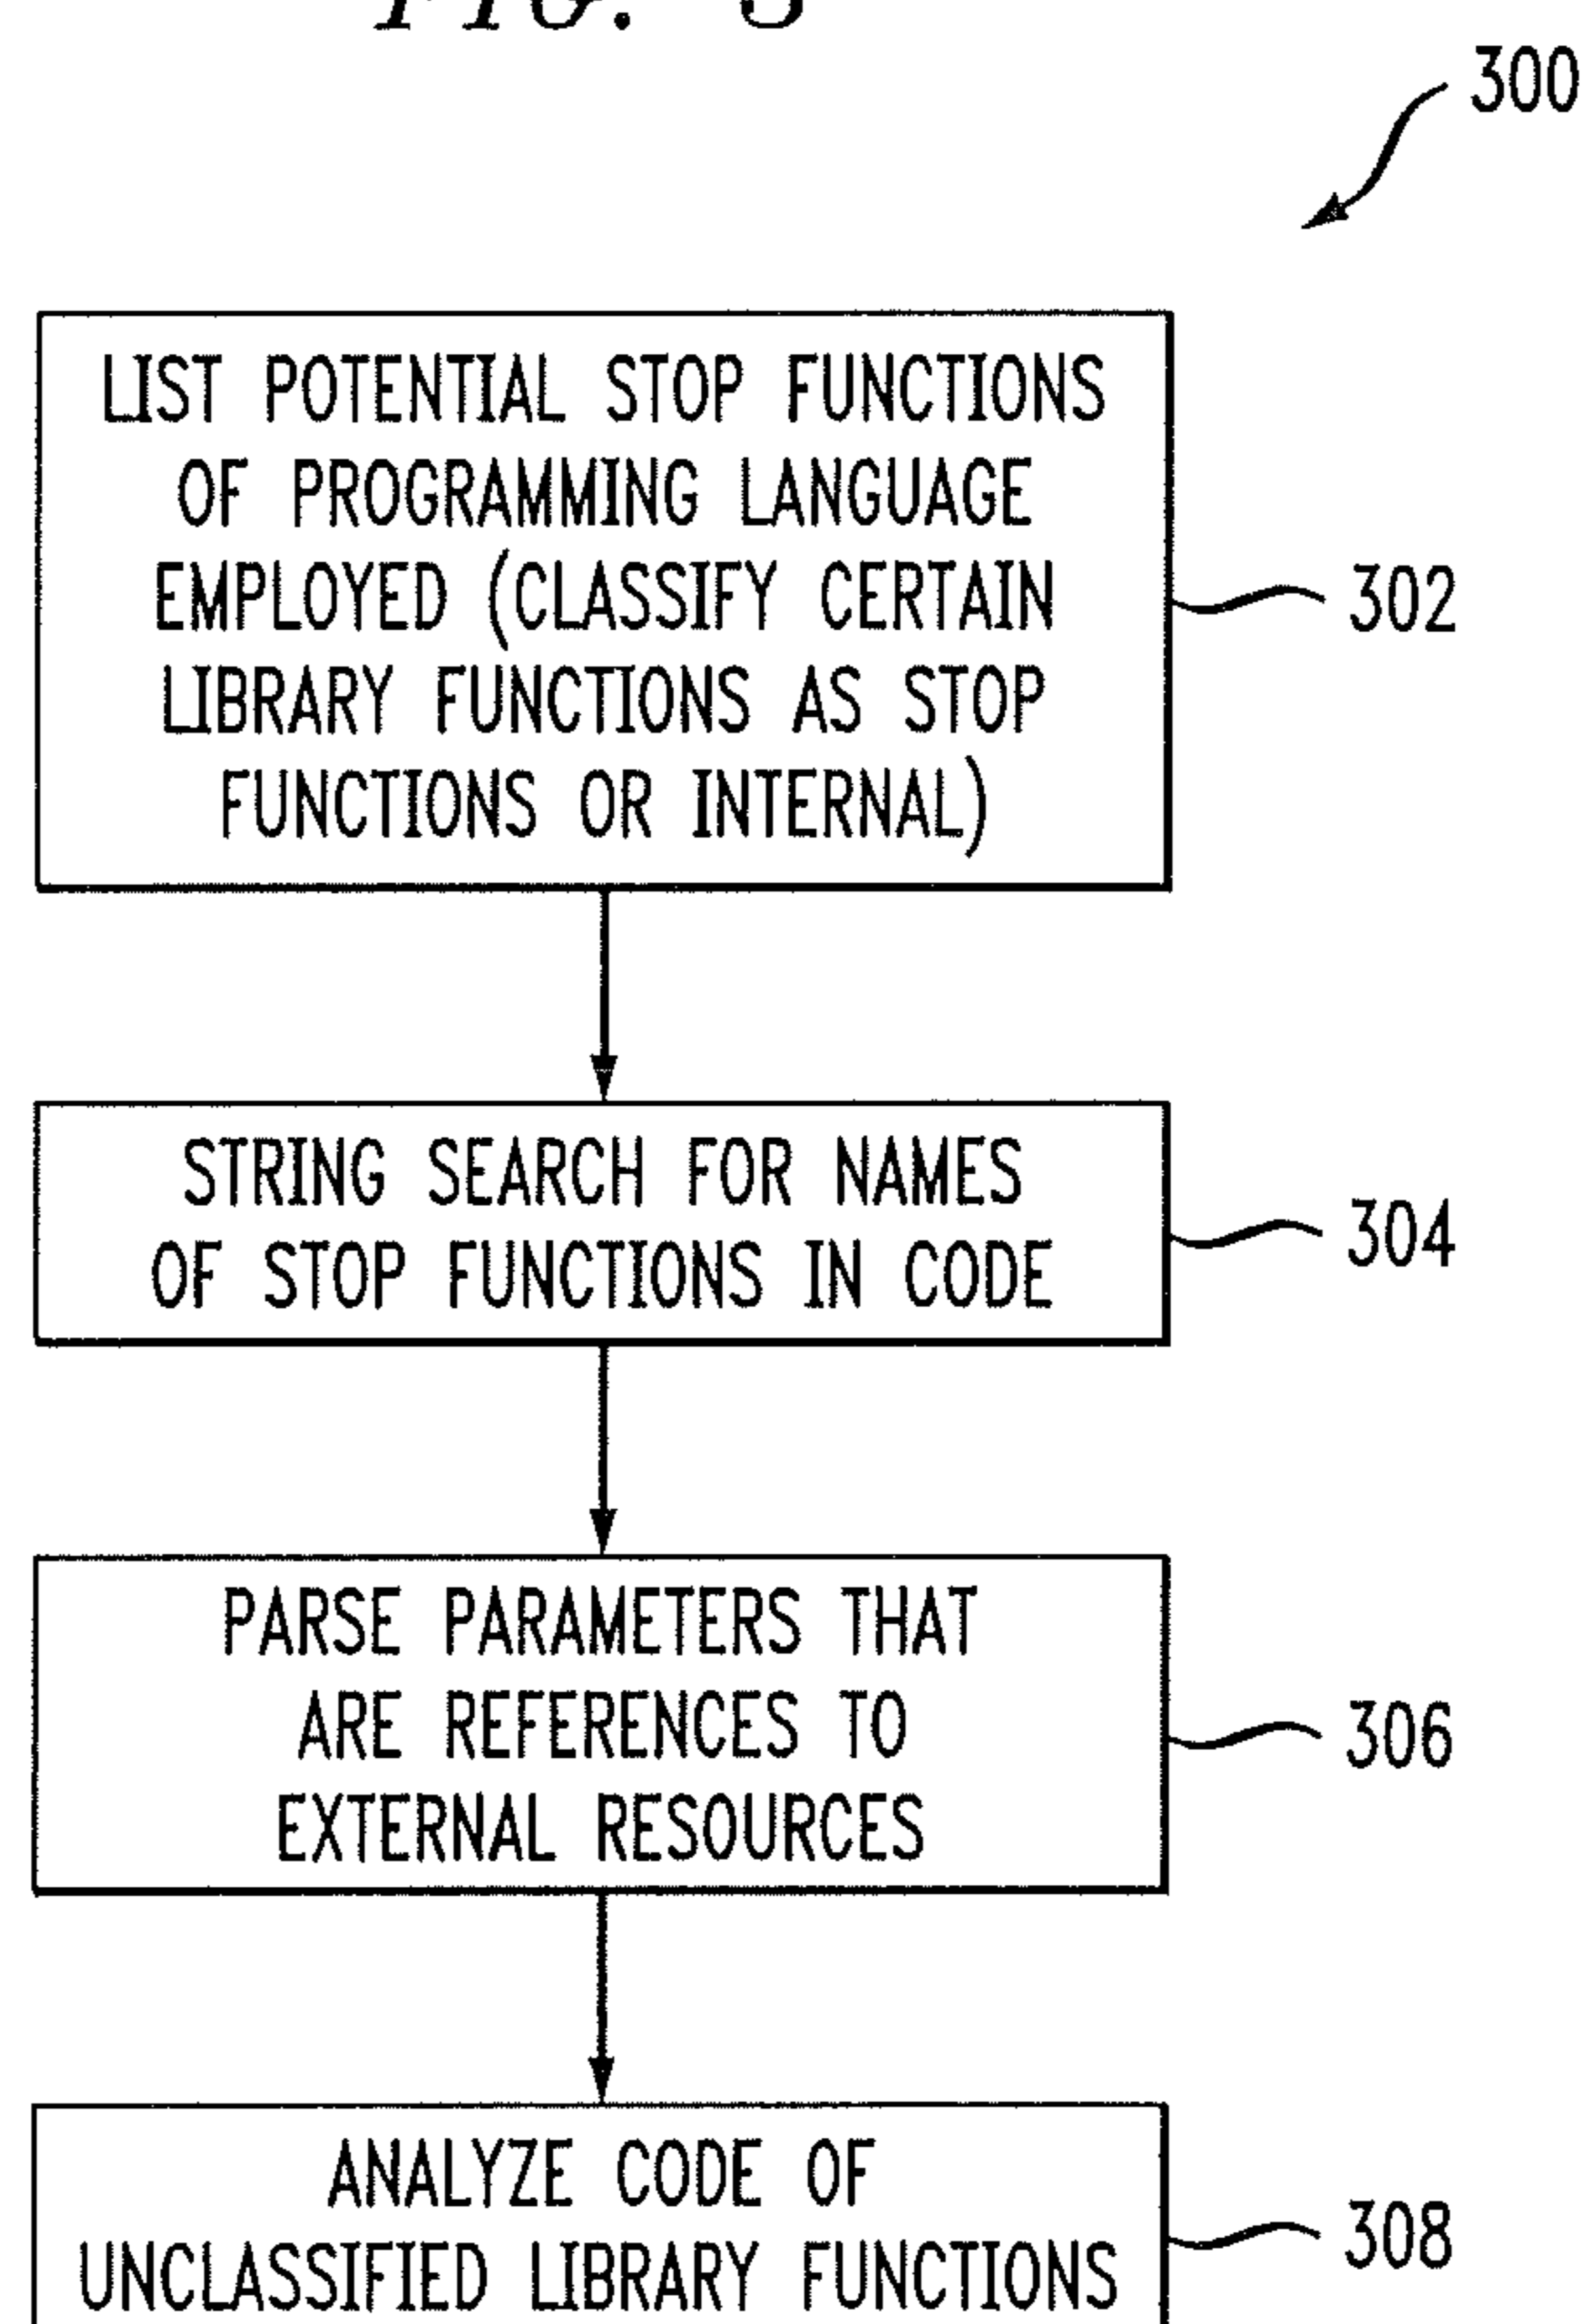 FIG. 3
300
LIST POTENTIAL STOP FUNCTIONS
OF PROGRAMMING LANGUAGE
EMPLOYED (CLASSIFY CERTAIN
LIBRARY FUNCTIONS AS STOP
FUNCTIONS OR INTERNAL)
302
STRING SEARCH FOR NAMES
OF STOP FUNCTIONS IN CODE
304
PARSE PARAMETERS THAT
ARE REFERENCES TO
EXTERNAL RESOURCES
306
ANALYZE CODE OF
UNCLASSIFIED LIBRARY FUNCTIONS
308